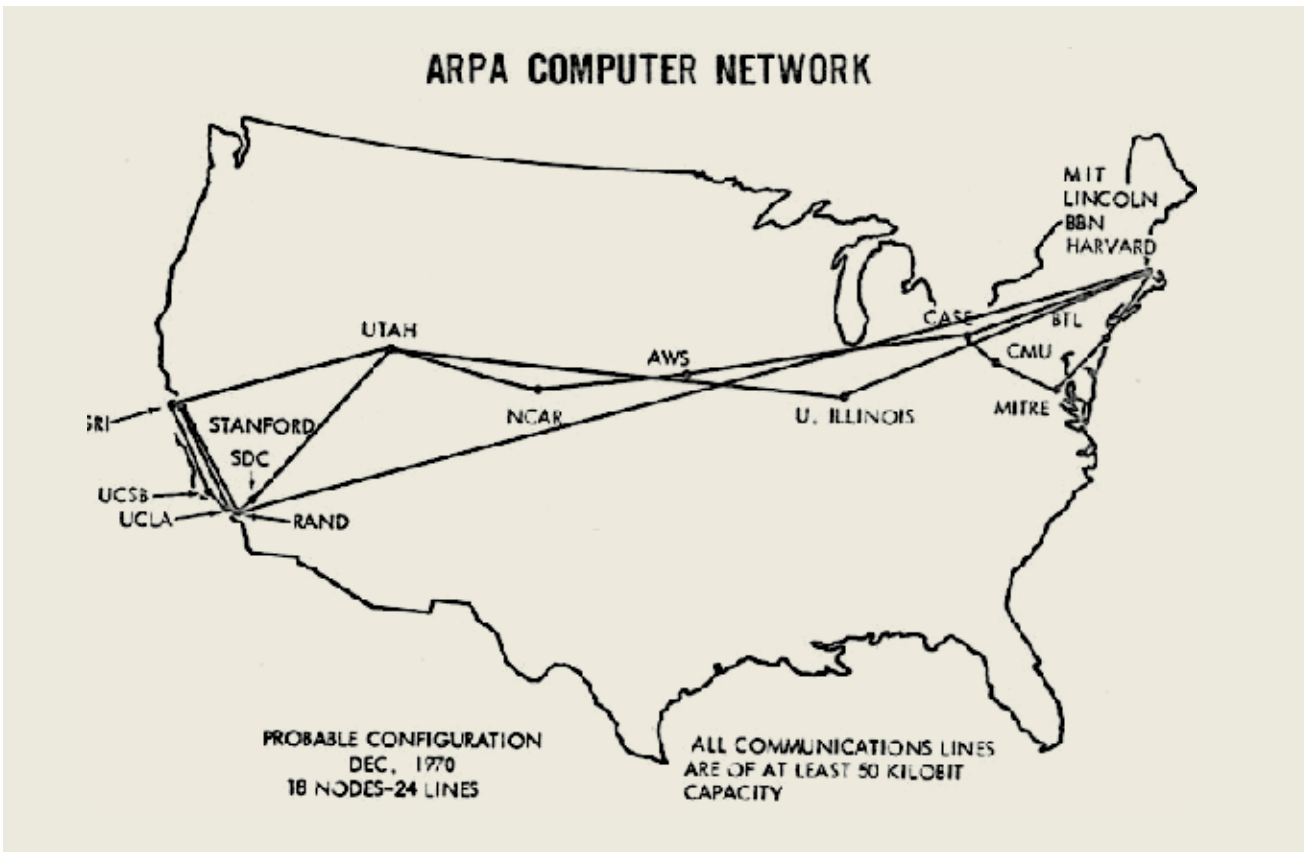 ARPA COMPUTER NETWORK
MIT
LINCOLN
BBN
HARVARD
CASE
BTL
UTAH
AWS
CMU
NCAR
U. ILLINOIS
MITRE
SRI
STANFORD
SDC
UCSB
UCLA
RAND
PROBABLE CONFIGURATION
DEC, 1970
18 NODES-24 LINES
ALL COMMUNICATIONS LINES
ARE OF AT LEAST 50 KILOBIT
CAPACITY